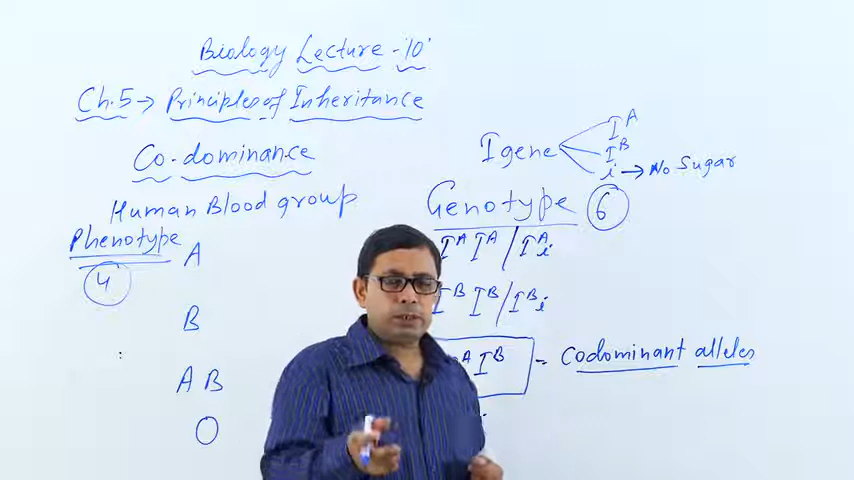 Biology Lecture - 10
Ch.5 → Principles of Inheritance
Co-dominance
I gene
I^A
I^B
i → No Sugar
Human Blood group
Genotype 6
Phenotype
4
A
I^A I^A / I^A i
B
I^B I^B / I^B i
AB
I^A I^B = Codominant alleles
O